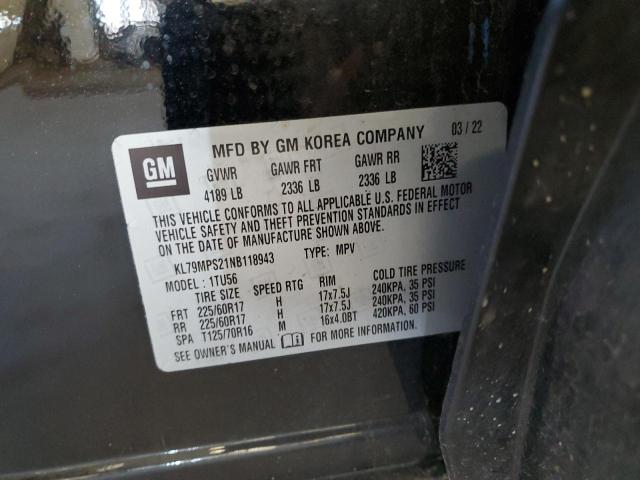 GM
MFD BY GM KOREA COMPANY 03 / 22
GVWR GAWR FRT GAWR RR
4189 LB 2336 LB 2336 LB
THIS VEHICLE CONFORMS TO ALL APPLICABLE U.S. FEDERAL MOTOR
VEHICLE SAFETY AND THEFT PREVENTION STANDARDS IN EFFECT
ON THE DATE OF MANUFACTURE SHOWN ABOVE.
KL79MPS21NB118943 TYPE: MPV
MODEL : 1TU56
TIRE SIZE SPEED RTG RIM COLD TIRE PRESSURE
FRT 225/60R17 H 17x7.5J 240KPA, 35 PSI
RR 225/60R17 H 17x7.5J 240KPA, 35 PSI
SPA T125/70R16 M 16x4.0BT 420KPA, 60 PSI
SEE OWNER'S MANUAL FOR MORE INFORMATION.